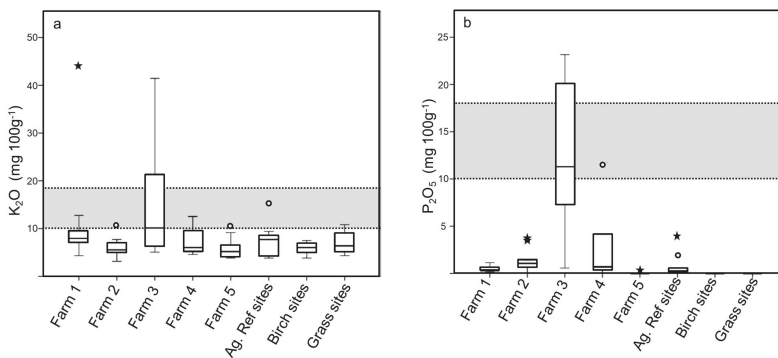 a
K₂O (mg 100g⁻¹)
50
40
30
20
10
Farm 1
Farm 2
Farm 3
Farm 4
Farm 5
Ag. Ref sites
Birch sites
Grass sites
b
P₂O₅ (mg 100g⁻¹)
25
20
15
10
5
Farm 1
Farm 2
Farm 3
Farm 4
Farm 5
Ag. Ref sites
Birch sites
Grass sites